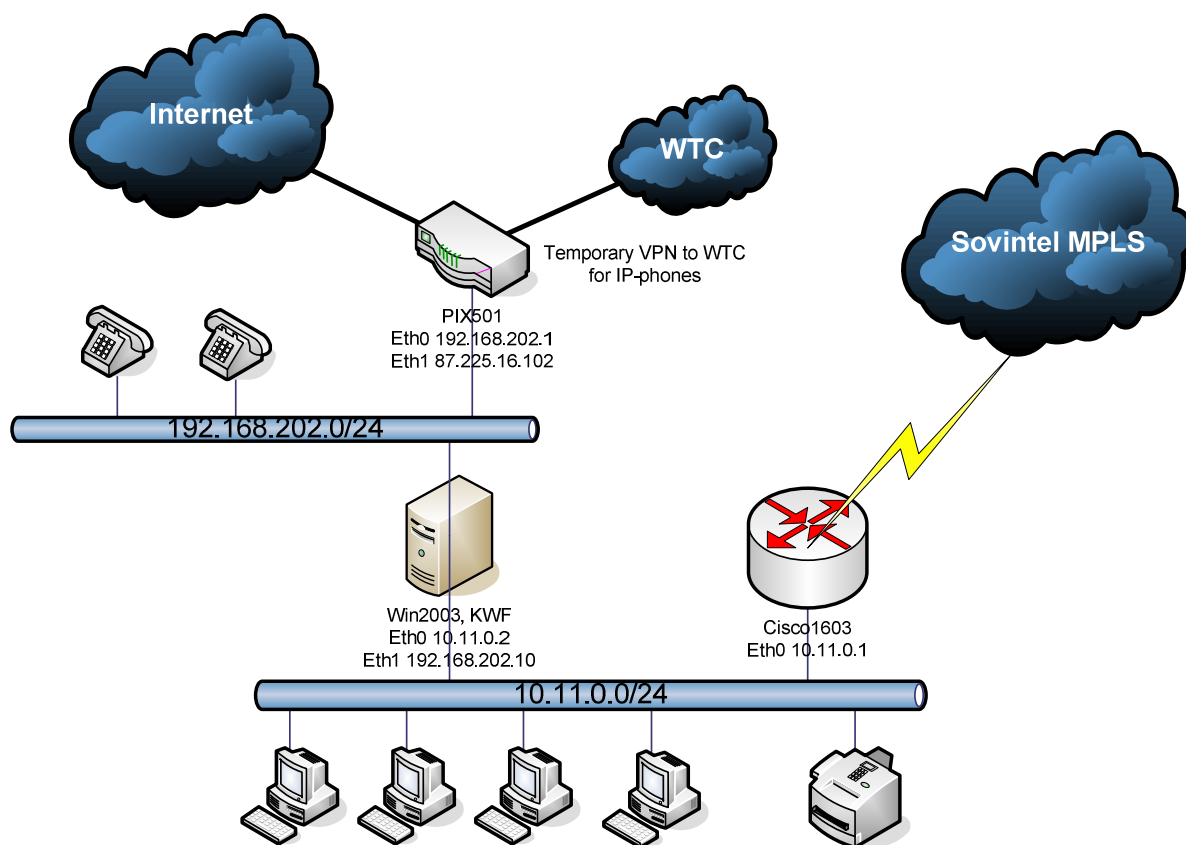 Internet
WTC
Sovintel MPLS
Temporary VPN to WTC
for IP-phones
PIX501
Eth0 192.168.202.1
Eth1 87.225.16.102
192.168.202.0/24
Win2003, KWF
Eth0 10.11.0.2
Eth1 192.168.202.10
Cisco1603
Eth0 10.11.0.1
10.11.0.0/24